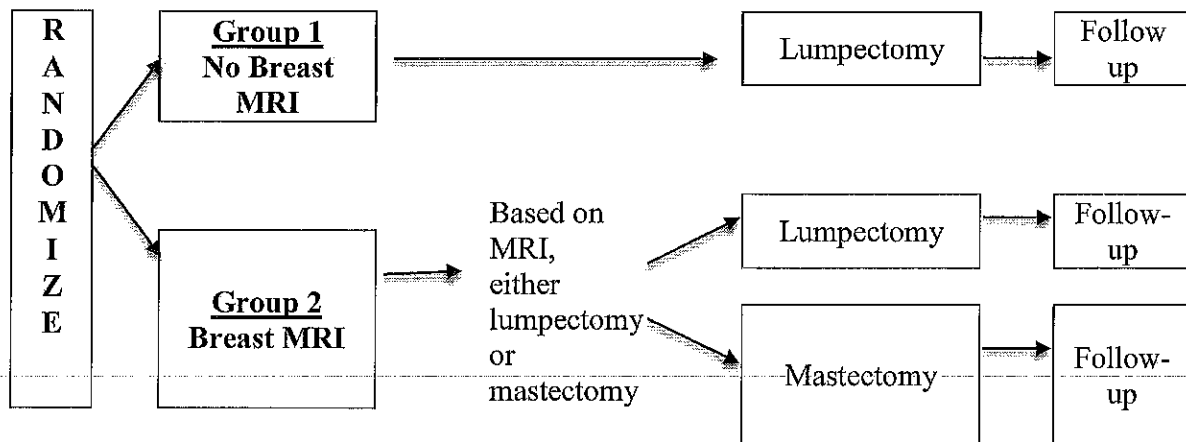 R
A
N
D
O
M
I
Z
E
Group 1
No Breast
MRI
Lumpectomy
Follow
up
Group 2
Breast MRI
Based on
MRI,
either
lumpectomy
or
mastectomy
Lumpectomy
Follow-
up
Mastectomy
Follow-
up